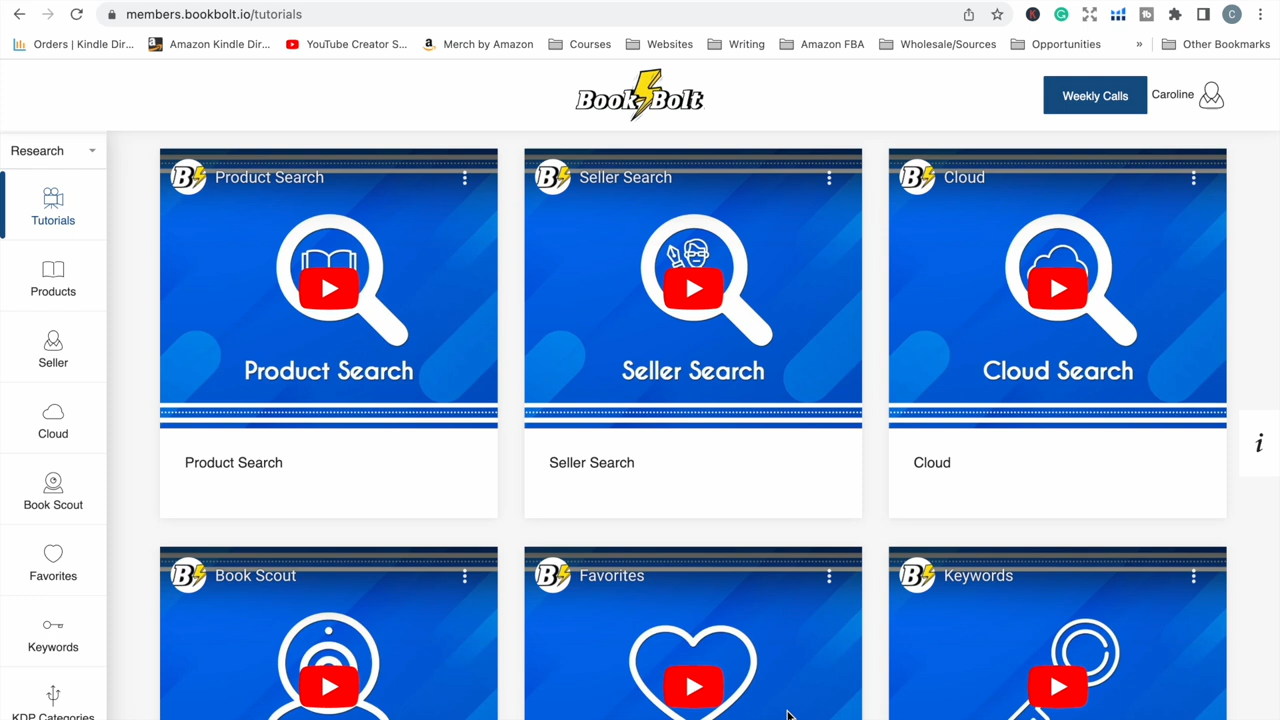 members.bookbolt.io/tutorials
C
Orders | Kindle Dir...
Amazon Kindle Dir...
YouTube Creator S...
Merch by Amazon
Courses
Websites
Writing
Amazon FBA
Wholesale/Sources
Opportunities
»
Other Bookmarks
Book Bolt
Weekly Calls
Caroline
Research
Tutorials
Products
Seller
Cloud
Book Scout
Favorites
Keywords
KDP Categories
B Product Search
Product Search
Product Search
B Seller Search
Seller Search
Seller Search
B Cloud
Cloud Search
Cloud
i
B Book Scout
B Favorites
B Keywords